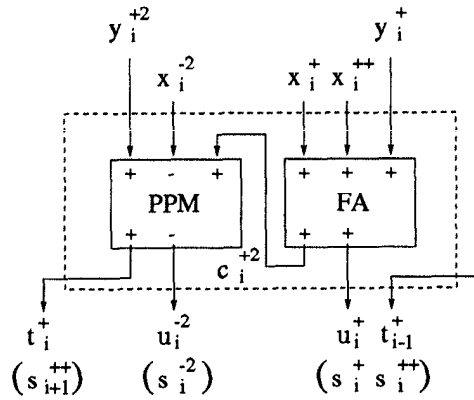 y_i^{+2} y_i^+
x_i^{-2} x_i^+ x_i^{++}
+ - + + + +
PPM FA
+ - + +
c_i^{+2}
t_i^+ u_i^{-2} u_i^+ t_{i-1}^+
(s_{i+1}^{++}) (s_i^{-2}) (s_i^+ s_i^{++})